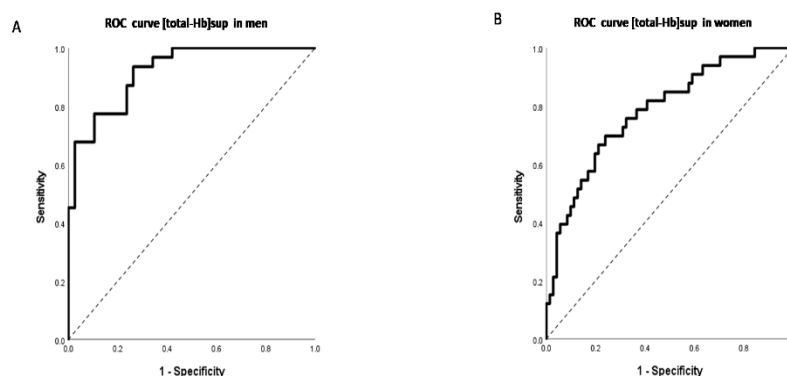 A
ROC curve [total-Hb]sup in men
Sensitivity
1.0
0.8
0.6
0.4
0.2
0.0
0.0 0.2 0.4 0.6 0.8 1.0
1 - Specificity
B
ROC curve [total-Hb]sup in women
Sensitivity
1.0
0.8
0.6
0.4
0.2
0.0
0.0 0.2 0.4 0.6 0.8
1 - Specificity